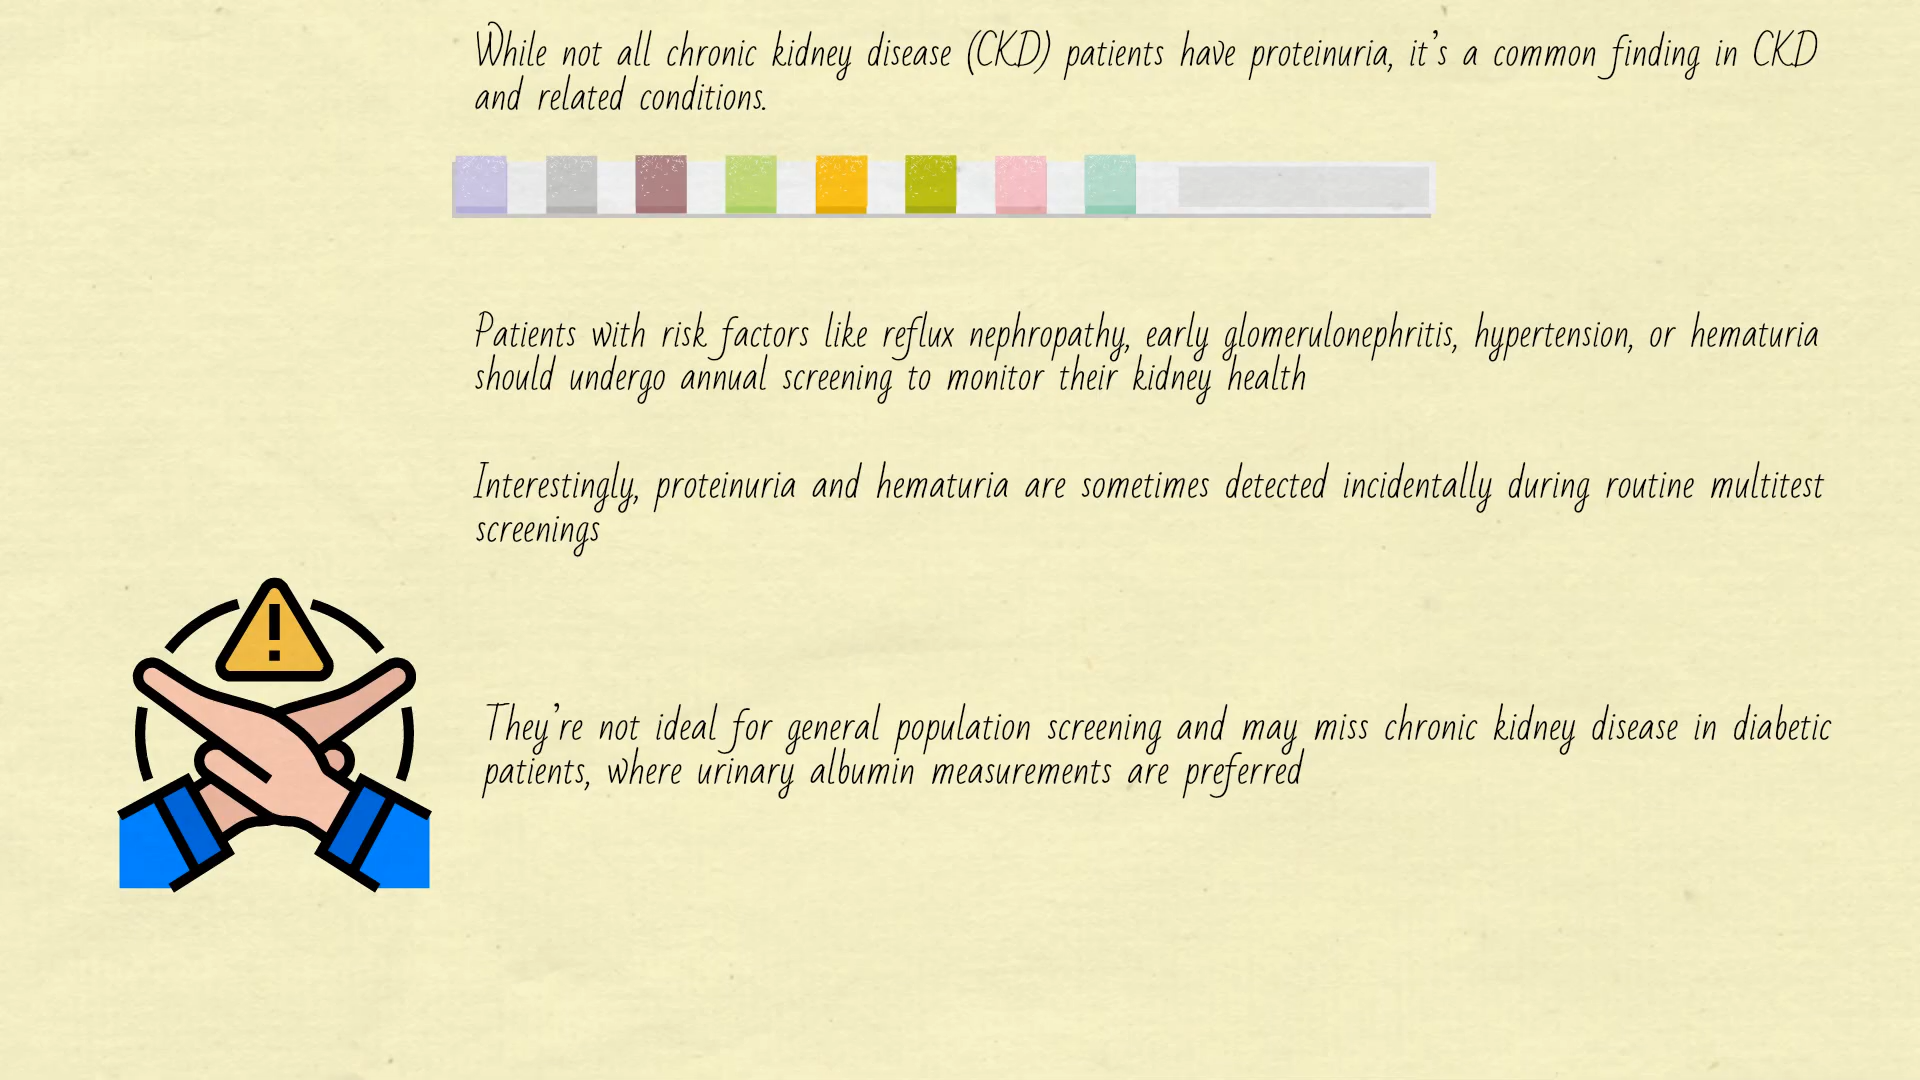 While not all chronic kidney disease (CKD) patients have proteinuria, it's a common finding in CKD
and related conditions.
Patients with risk factors like reflux nephropathy, early glomerulonephritis, hypertension, or hematuria
should undergo annual screening to monitor their kidney health
Interestingly, proteinuria and hematuria are sometimes detected incidentally during routine multitest
screenings
They're not ideal for general population screening and may miss chronic kidney disease in diabetic
patients, where urinary albumin measurements are preferred